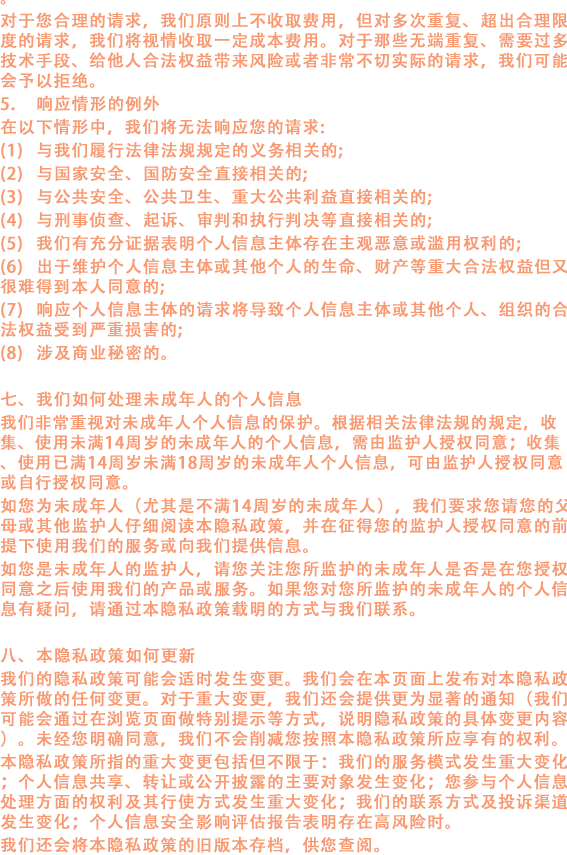 。
对于您合理的请求，我们原则上不收取费用，但对多次重复、超出合理限
度的请求，我们将视情收取一定成本费用。对于那些无端重复、需要过多
技术手段、给他人合法权益带来风险或者非常不切实际的请求，我们可能
会予以拒绝。
5. 响应情形的例外
在以下情形中，我们将无法响应您的请求:
(1) 与我们履行法律法规规定的义务相关的;
(2) 与国家安全、国防安全直接相关的;
(3) 与公共安全、公共卫生、重大公共利益直接相关的;
(4) 与刑事侦查、起诉、审判和执行判决等直接相关的;
(5) 我们有充分证据表明个人信息主体存在主观恶意或滥用权利的;
(6) 出于维护个人信息主体或其他个人的生命、财产等重大合法权益但又
很难得到本人同意的;
(7) 响应个人信息主体的请求将导致个人信息主体或其他个人、组织的合
法权益受到严重损害的;
(8) 涉及商业秘密的。
七、我们如何处理未成年人的个人信息
我们非常重视对未成年人个人信息的保护。根据相关法律法规的规定，收
集、使用未满14周岁的未成年人的个人信息，需由监护人授权同意；收集
、使用已满14周岁未满18周岁的未成年人个人信息，可由监护人授权同意
或自行授权同意。
如您为未成年人（尤其是不满14周岁的未成年人），我们要求您请您的父
母或其他监护人仔细阅读本隐私政策，并在征得您的监护人授权同意的前
提下使用我们的服务或向我们提供信息。
如您是未成年人的监护人，请您关注您所监护的未成年人是否是在您授权
同意之后使用我们的产品或服务。如果您对您所监护的未成年人的个人信
息有疑问，请通过本隐私政策载明的方式与我们联系。
八、本隐私政策如何更新
我们的隐私政策可能会适时发生变更。我们会在本页面上发布对本隐私政
策所做的任何变更。对于重大变更，我们还会提供更为显著的通知（我们
可能会通过在浏览页面做特别提示等方式，说明隐私政策的具体变更内容
）。未经您明确同意，我们不会削减您按照本隐私政策所应享有的权利。
本隐私政策所指的重大变更包括但不限于：我们的服务模式发生重大变化
；个人信息共享、转让或公开披露的主要对象发生变化；您参与个人信息
处理方面的权利及其行使方式发生重大变化；我们的联系方式及投诉渠道
发生变化；个人信息安全影响评估报告表明存在高风险时。
我们还会将本隐私政策的旧版本存档，供您查阅。